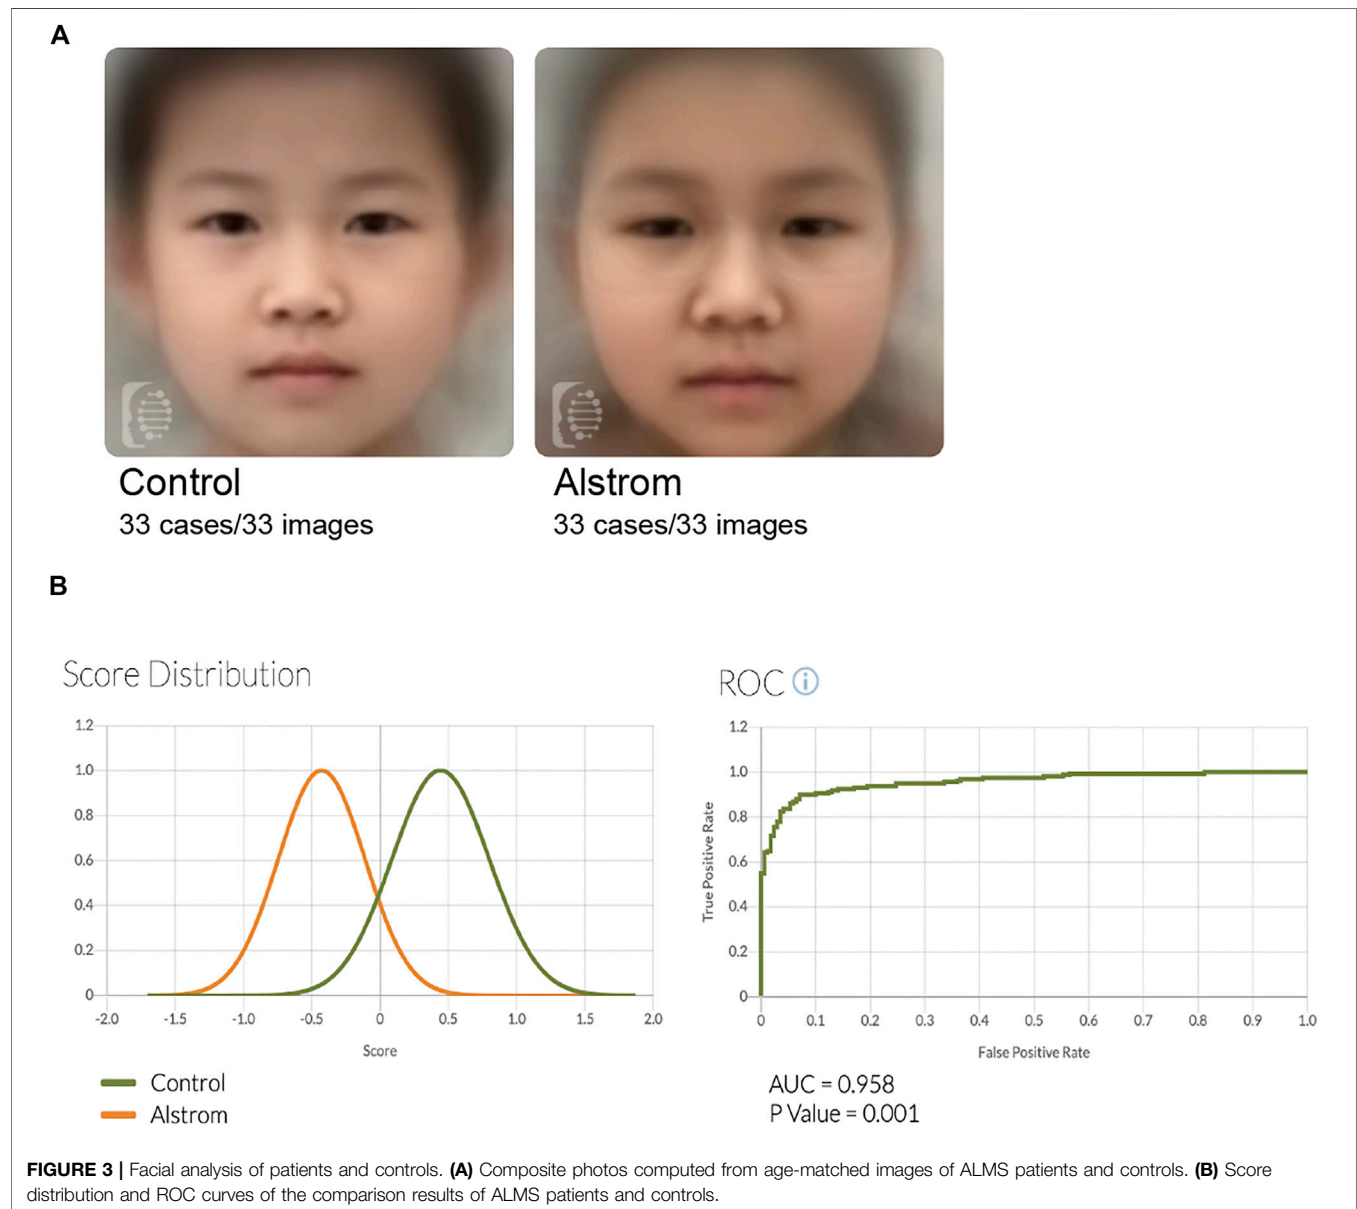 A
Control
33 cases/33 images
Alstrom
33 cases/33 images
B
Score Distribution
1.2
1.0
0.8
0.6
0.4
0.2
0
-2.0 -1.5 -1.0 -0.5 0 0.5 1.0 1.5 2.0
Score
Control
Alstrom
ROC i
True Positive Rate
1.2
1.0
0.8
0.6
0.4
0.2
0
0 0.1 0.2 0.3 0.4 0.5 0.6 0.7 0.8 0.9 1.0
False Positive Rate
AUC = 0.958
P Value = 0.001
FIGURE 3 | Facial analysis of patients and controls. (A) Composite photos computed from age-matched images of ALMS patients and controls. (B) Score
distribution and ROC curves of the comparison results of ALMS patients and controls.